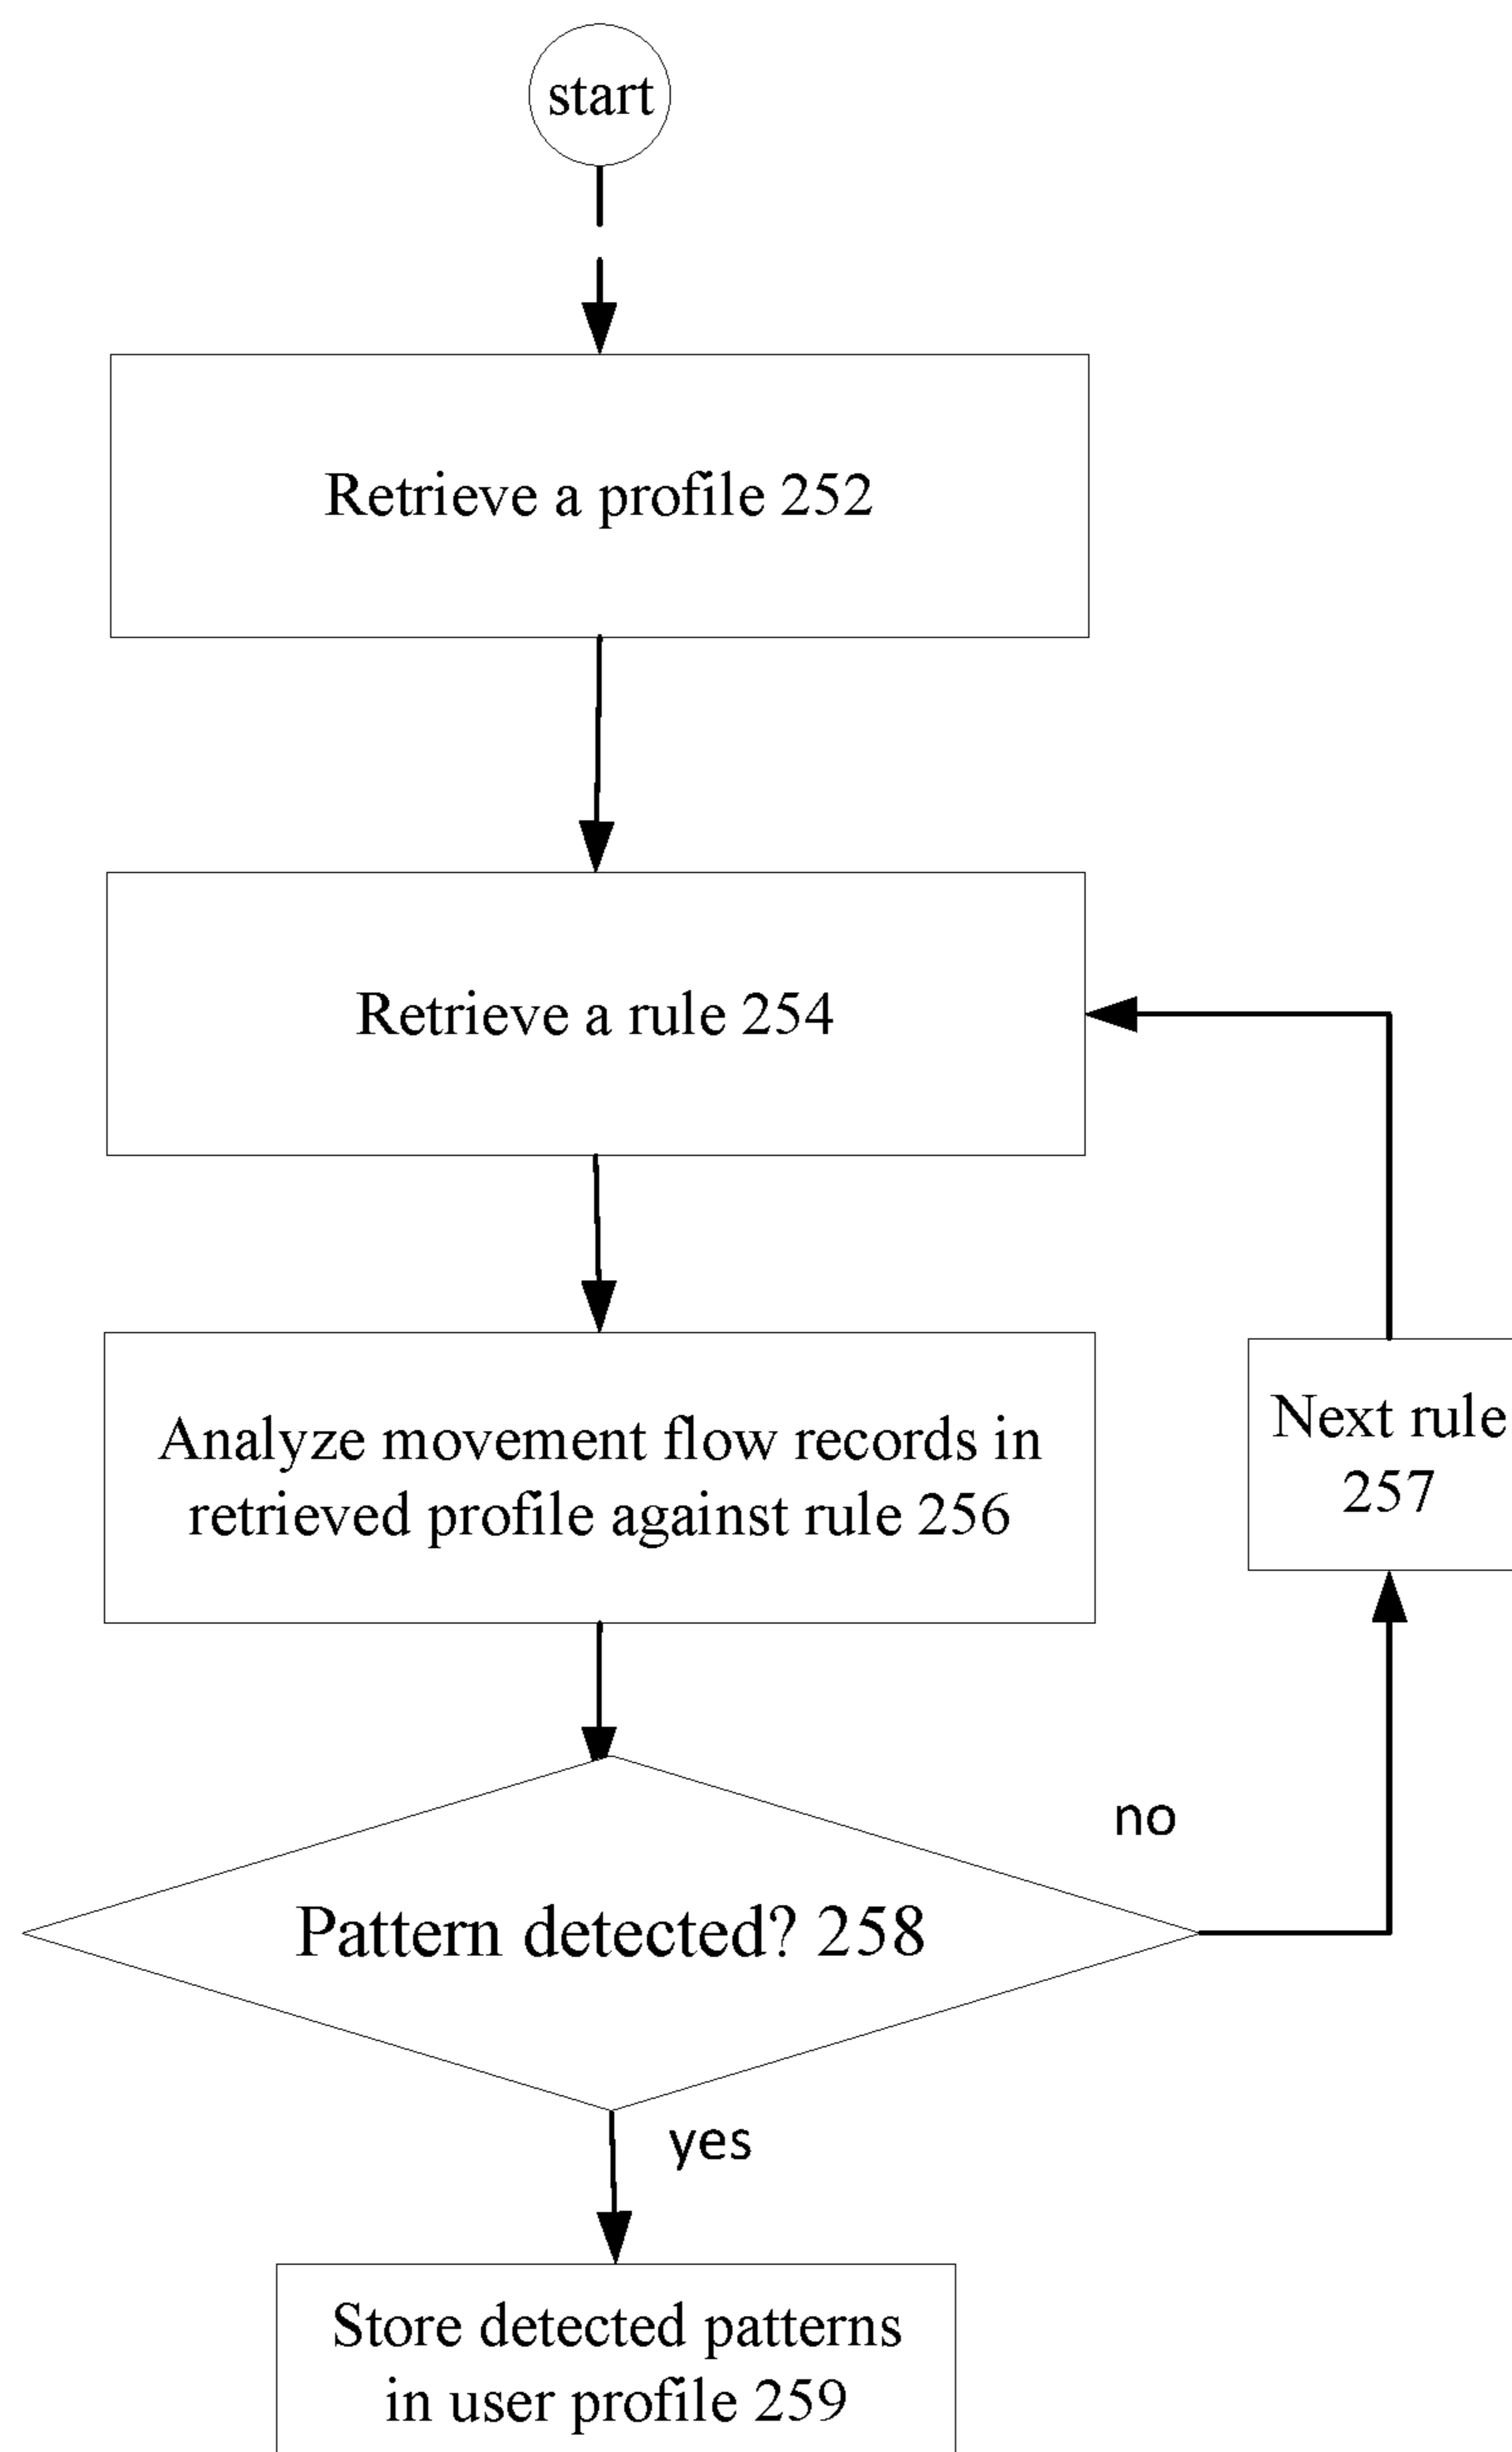 start
Retrieve a profile 252
Retrieve a rule 254
Analyze movement flow records in
retrieved profile against rule 256
Next rule
257
no
Pattern detected? 258
yes
Store detected patterns
in user profile 259